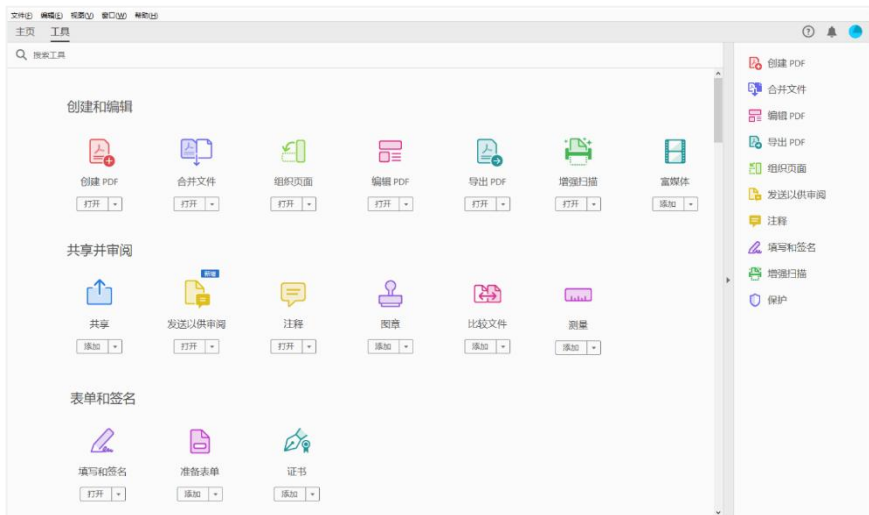 文件(F) 编辑(E) 视图(V) 窗口(W) 帮助(H)
主页 工具
搜索工具
创建和编辑
创建 PDF 合并文件 组织页面 编辑 PDF 导出 PDF 增强扫描 富媒体
打开 打开 打开 打开 打开 打开 添加
共享并审阅
新增
共享 发送以供审阅 注释 图章 比较文件 测量
添加 打开 打开 添加 添加 添加
表单和签名
填写和签名 准备表单 证书
打开 添加 添加
创建 PDF
合并文件
编辑 PDF
导出 PDF
组织页面
发送以供审阅
注释
填写和签名
增强扫描
保护